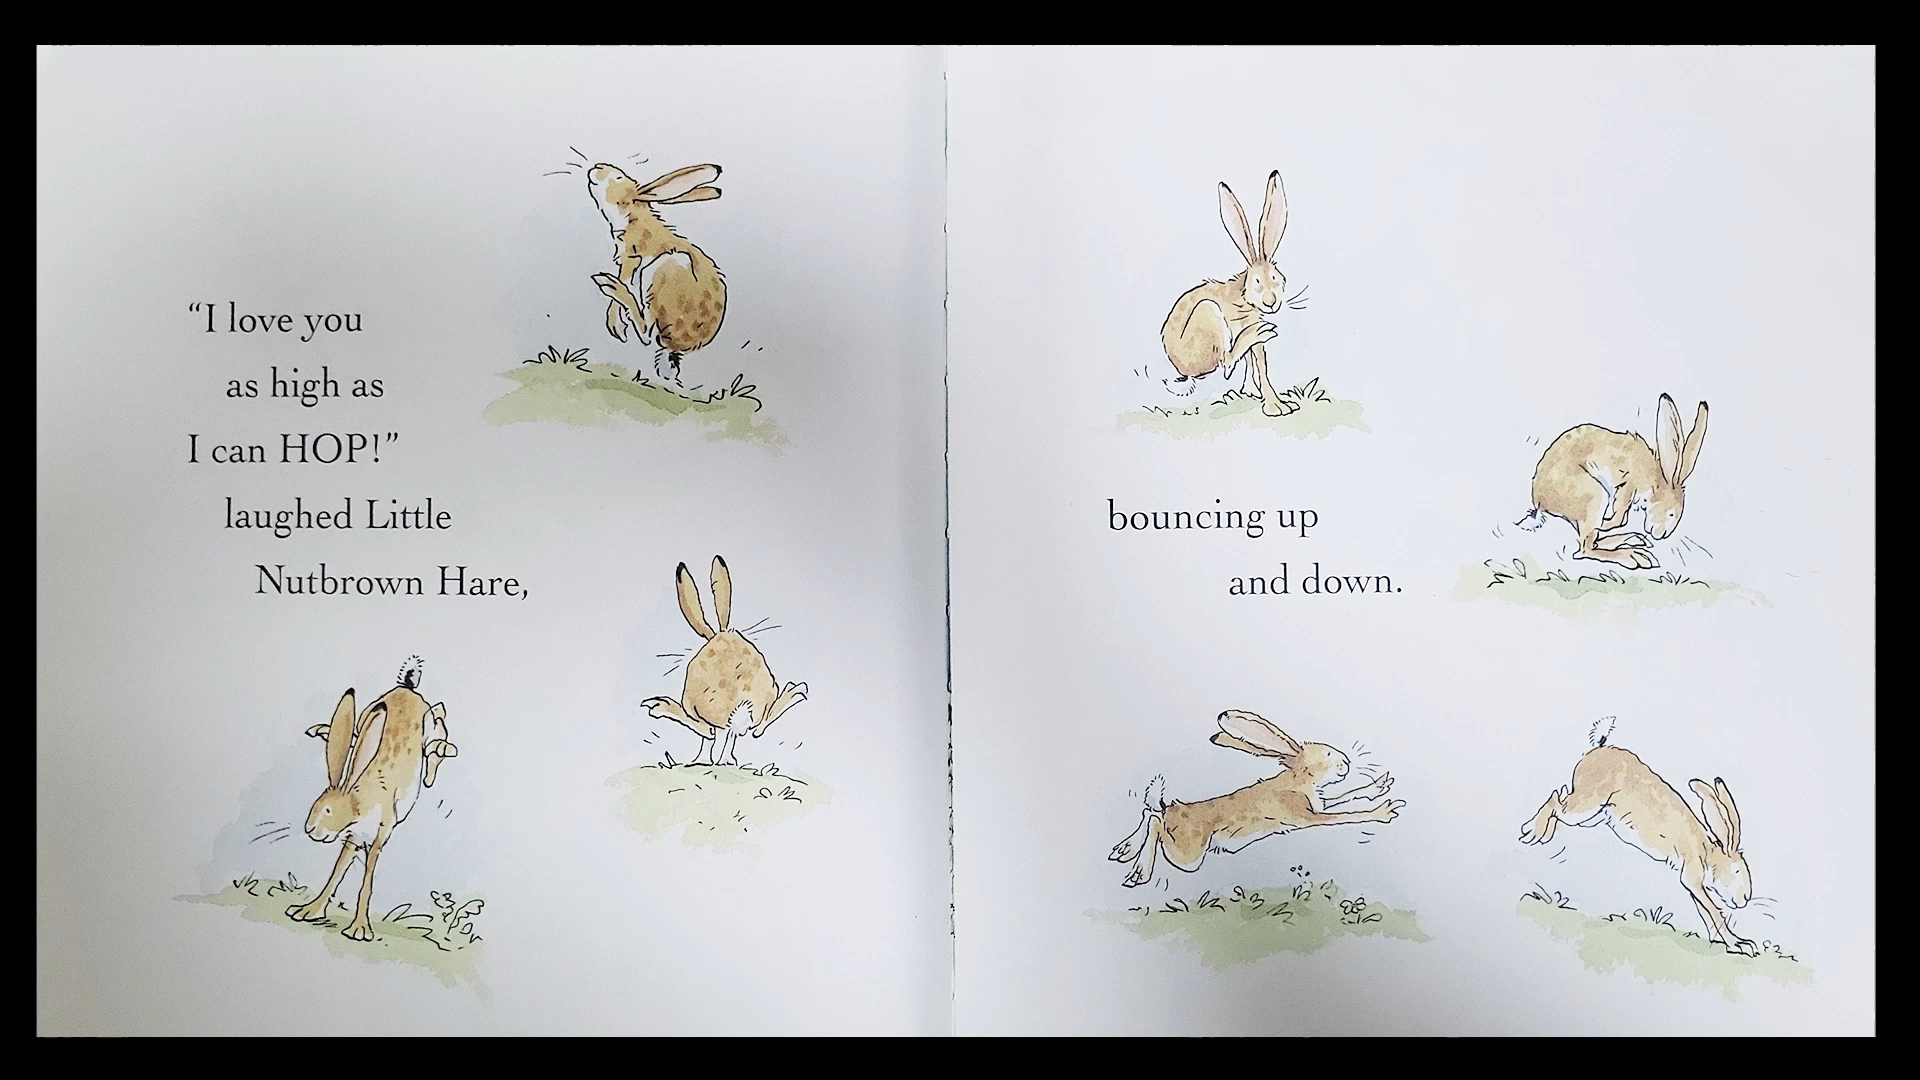 “I love you
as high as
I can HOP!”
laughed Little
Nutbrown Hare,
bouncing up
and down.